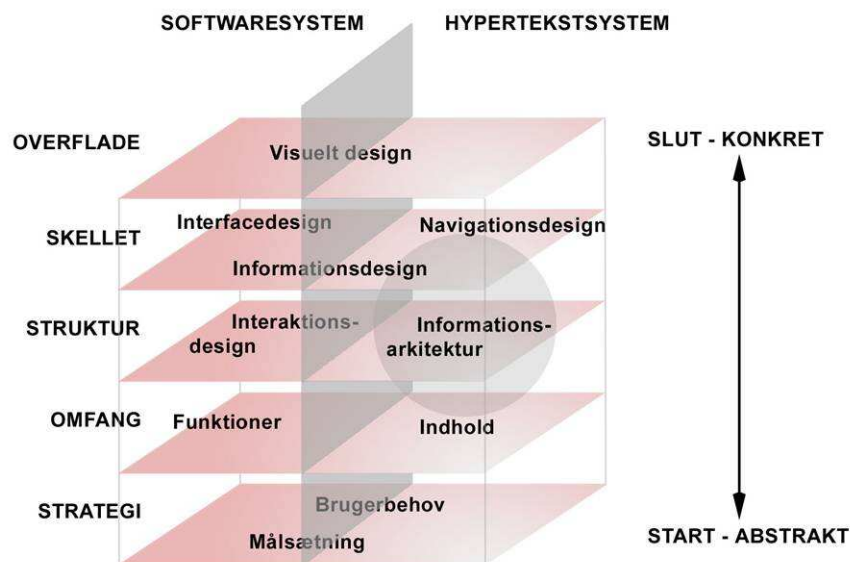 SOFTWARESYSTEM HYPERTEKSTSYSTEM
OVERFLADE
Visuelt design
SLUT - KONKRET
SKELLET
Interfacedesign
Navigationsdesign
Informationsdesign
STRUKTUR
Interaktions-
design
Informations-
arkitektur
OMFANG
Funktioner
Indhold
STRATEGI
Brugerbehov
Målsætning
START - ABSTRAKT